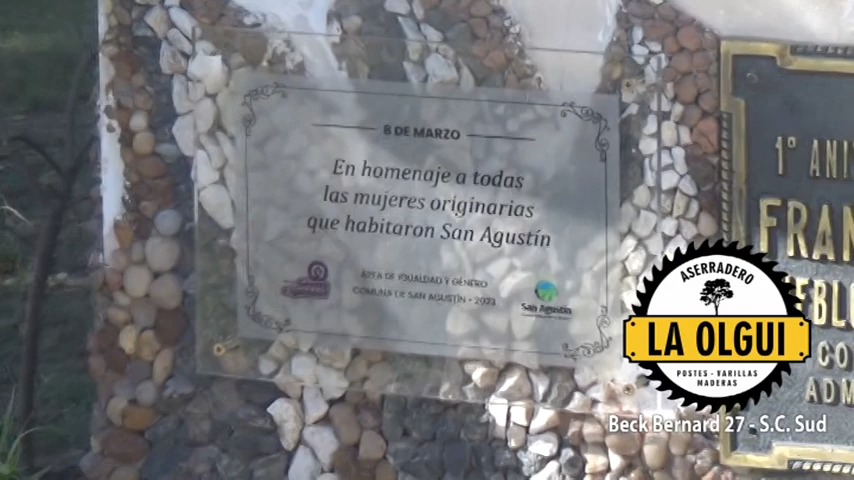 8 DE MARZO
En homenaje a todas
las mujeres originarias
que habitaron San Agustín
ÁREA DE IGUALDAD Y GÉNERO
COMUNA DE SAN AGUSTÍN • 2023
San Agustín
1° ANI
FRAN
EBLO
CO
ADM
ASERRADERO
LA OLGUI
POSTES - VARILLAS
MADERAS
Beck Bernard 27 - S.C. Sud